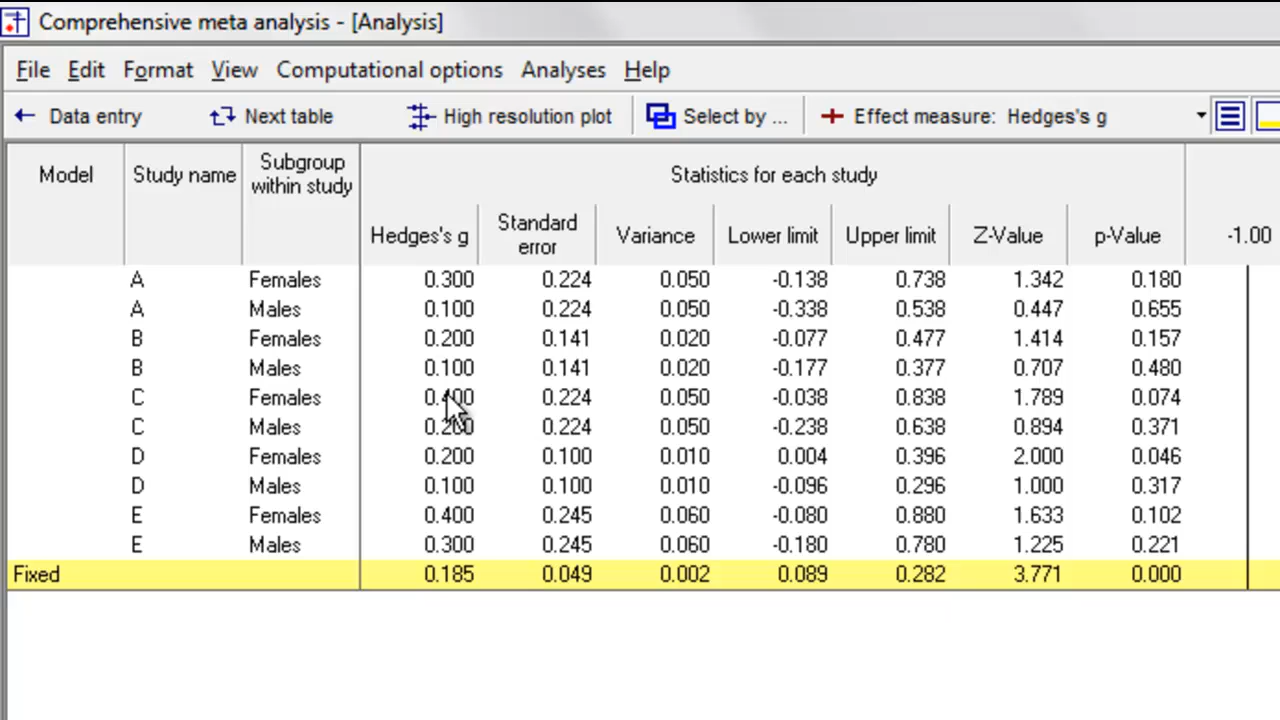 Comprehensive meta analysis - [Analysis]
File Edit Format View Computational options Analyses Help
Data entry Next table High resolution plot Select by ... Effect measure: Hedges's g
Model Study name Subgroup within study Statistics for each study
Hedges's g Standard error Variance Lower limit Upper limit Z-Value p-Value -1.00
A Females 0.300 0.224 0.050 -0.138 0.738 1.342 0.180
A Males 0.100 0.224 0.050 -0.338 0.538 0.447 0.655
B Females 0.200 0.141 0.020 -0.077 0.477 1.414 0.157
B Males 0.100 0.141 0.020 -0.177 0.377 0.707 0.480
C Females 0.400 0.224 0.050 -0.038 0.838 1.789 0.074
C Males 0.200 0.224 0.050 -0.238 0.638 0.894 0.371
D Females 0.200 0.100 0.010 0.004 0.396 2.000 0.046
D Males 0.100 0.100 0.010 -0.096 0.296 1.000 0.317
E Females 0.400 0.245 0.060 -0.080 0.880 1.633 0.102
E Males 0.300 0.245 0.060 -0.180 0.780 1.225 0.221
Fixed 0.185 0.049 0.002 0.089 0.282 3.771 0.000